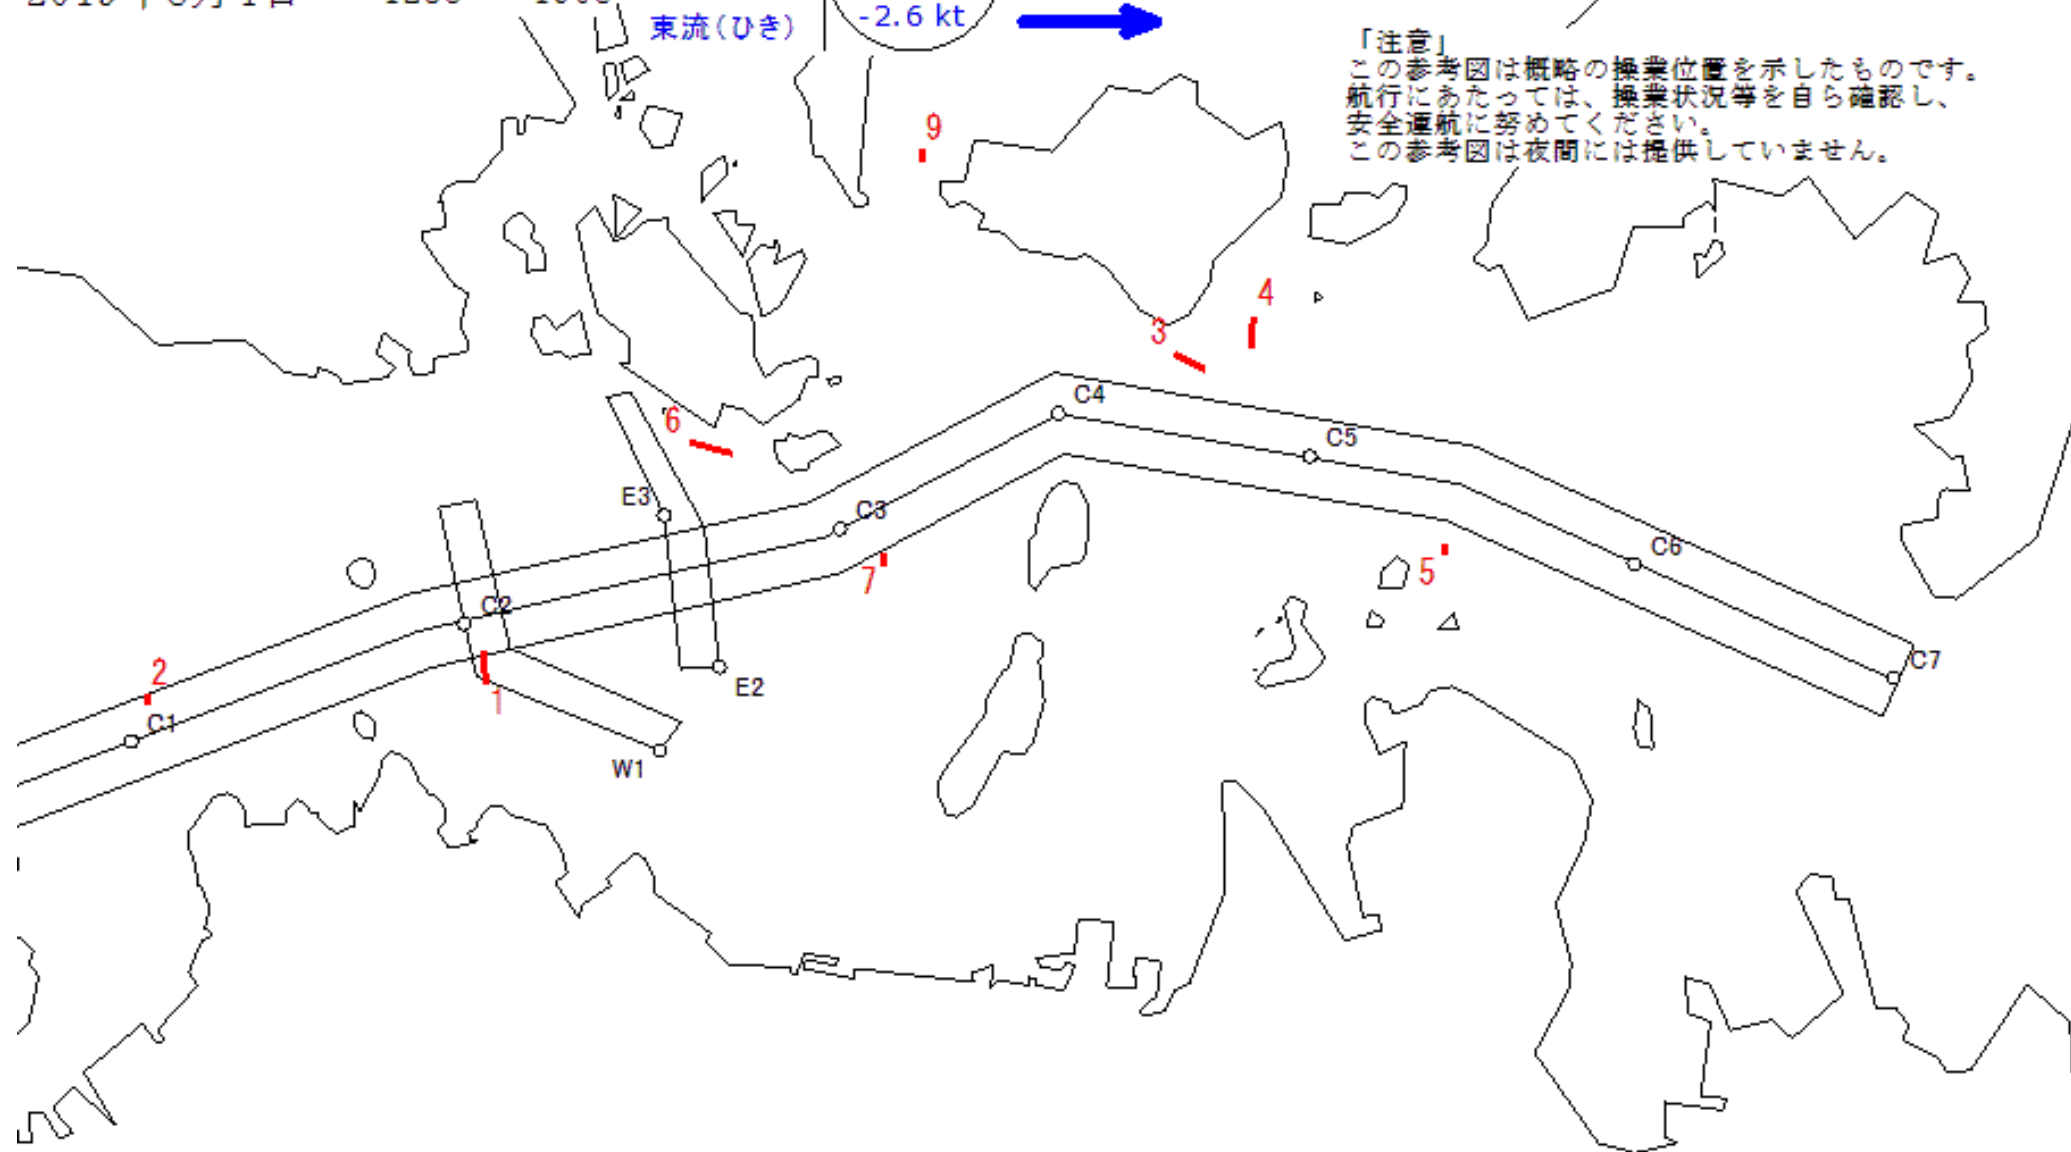 -2.6 kt
東流(ひき)
「注意」
この参考図は概略の操業位置を示したものです。
航行にあたっては、操業状況等を自ら確認し、
安全運航に努めてください。
この参考図は夜間には提供していません。
9
4
3
C4
6
C5
E3
C3
C6
7
5
C2
2
C7
1
E2
C1
W1